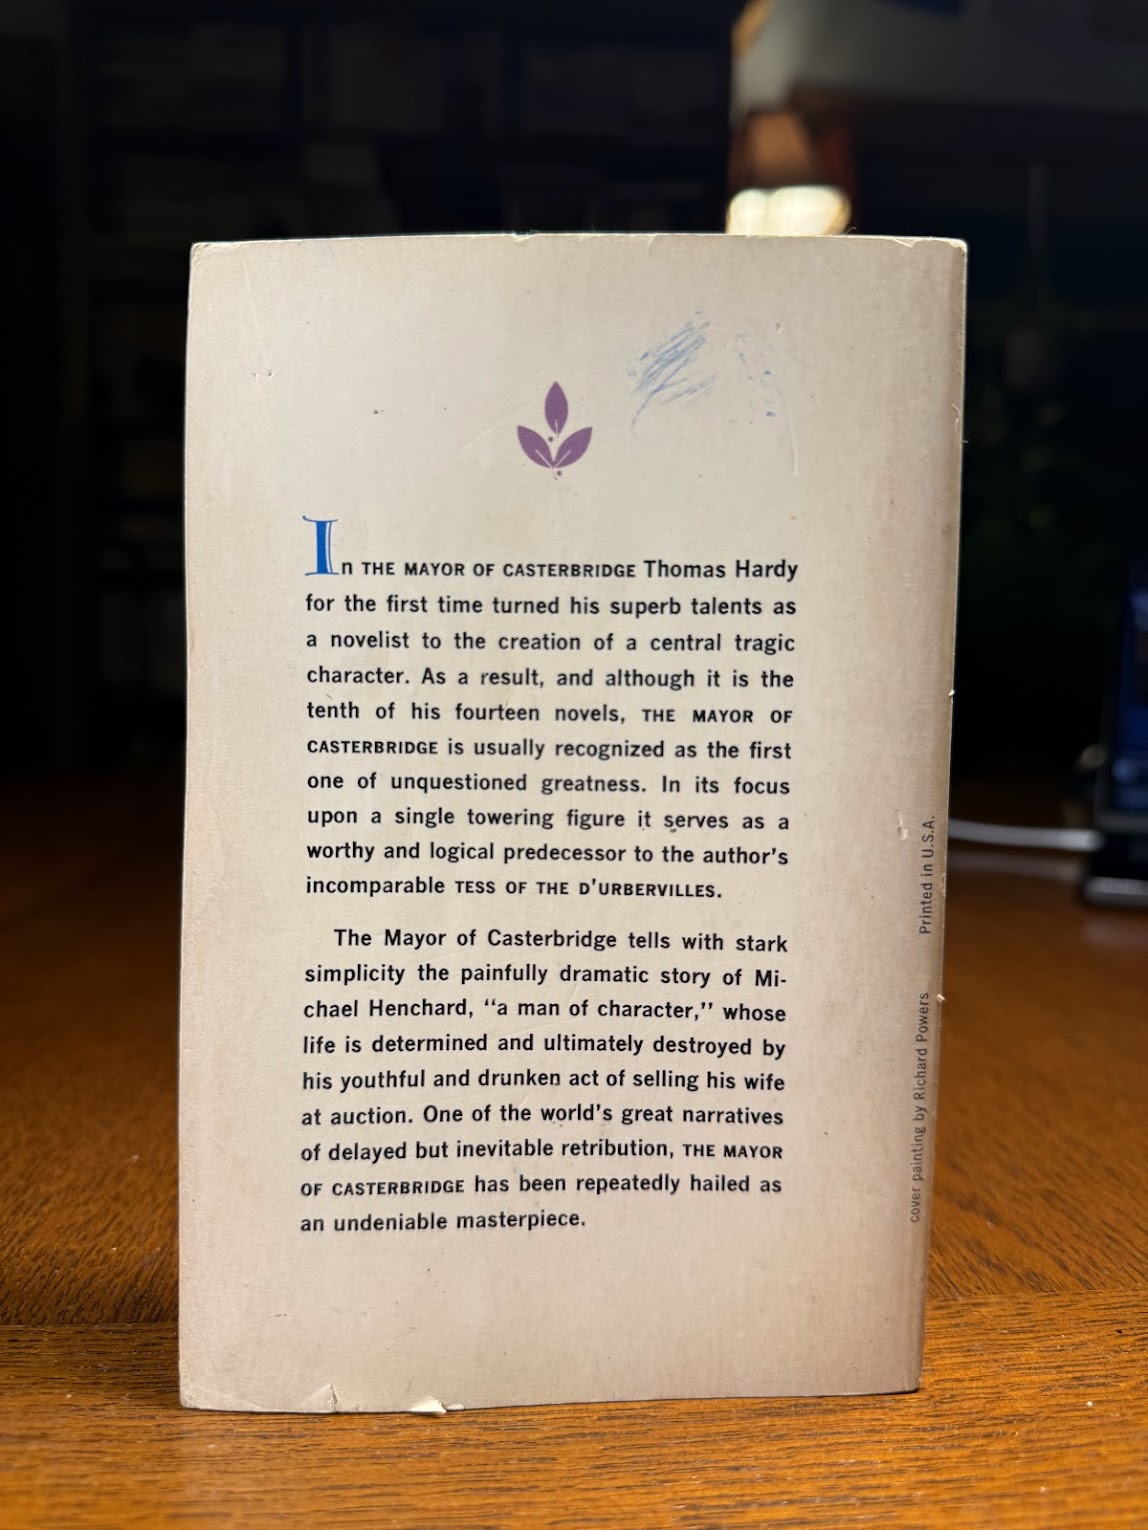 In THE MAYOR OF CASTERBRIDGE Thomas Hardy
for the first time turned his superb talents as
a novelist to the creation of a central tragic
character. As a result, and although it is the
tenth of his fourteen novels, THE MAYOR OF
CASTERBRIDGE is usually recognized as the first
one of unquestioned greatness. In its focus
upon a single towering figure it serves as a
worthy and logical predecessor to the author's
incomparable TESS OF THE D'URBERVILLES.
The Mayor of Casterbridge tells with stark
simplicity the painfully dramatic story of Mi-
chael Henchard, "a man of character," whose
life is determined and ultimately destroyed by
his youthful and drunken act of selling his wife
at auction. One of the world's great narratives
of delayed but inevitable retribution, THE MAYOR
OF CASTERBRIDGE has been repeatedly hailed as
an undeniable masterpiece.
cover painting by Richard Powers Printed in U.S.A.